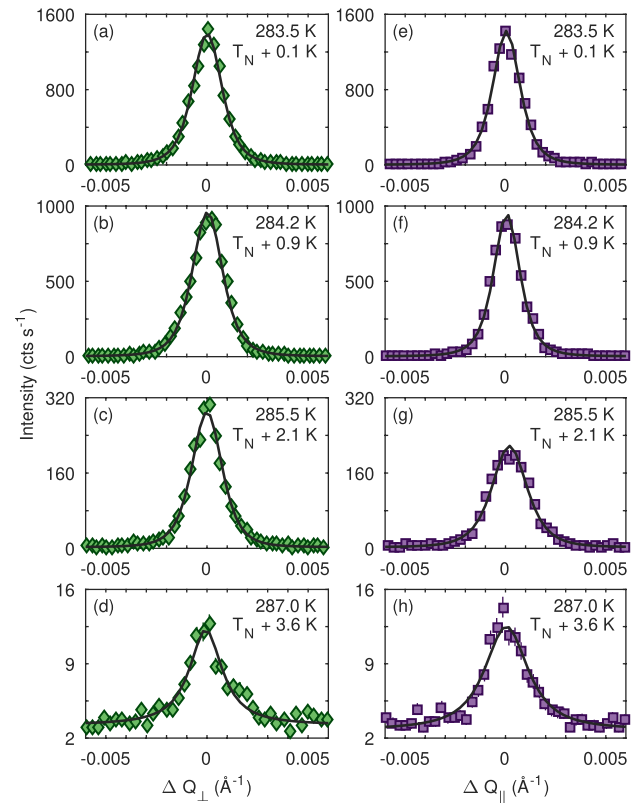 (a)
283.5 K
T_N + 0.1 K
1600
800
0
-0.005
0
0.005
(e)
283.5 K
T_N + 0.1 K
1600
800
0
-0.005
0
0.005
(b)
284.2 K
T_N + 0.9 K
1000
500
0
-0.005
0
0.005
(f)
284.2 K
T_N + 0.9 K
1000
500
0
-0.005
0
0.005
Intensity (cts s⁻¹)
(c)
285.5 K
T_N + 2.1 K
320
160
0
-0.005
0
0.005
(g)
285.5 K
T_N + 2.1 K
320
160
0
-0.005
0
0.005
(d)
287.0 K
T_N + 3.6 K
16
9
2
-0.005
0
0.005
Δ Q_⊥ (Å⁻¹)
(h)
287.0 K
T_N + 3.6 K
16
9
2
-0.005
0
0.005
Δ Q_|| (Å⁻¹)